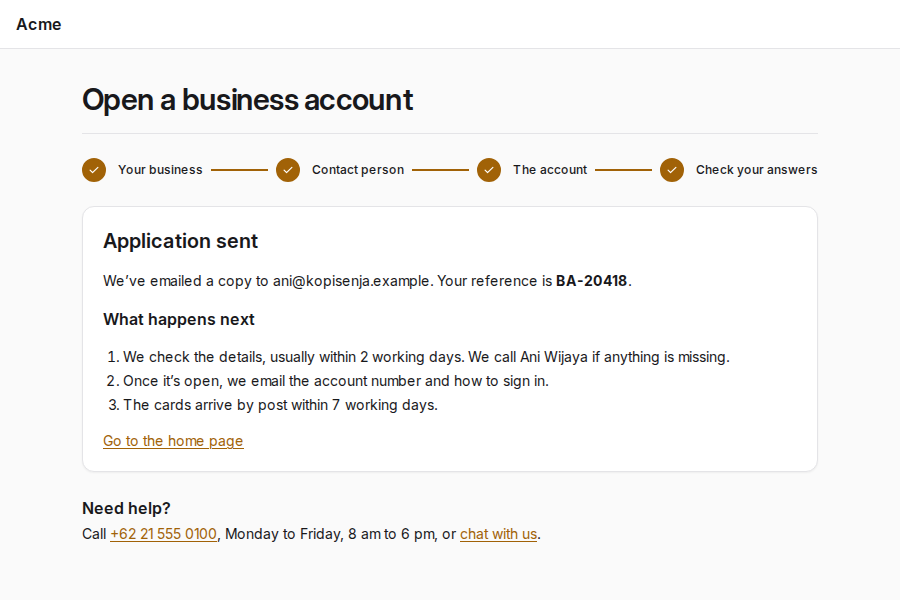 Acme
Open a business account
Your business
Contact person
The account
Check your answers
Application sent
We’ve emailed a copy to ani@kopisenja.example. Your reference is BA-20418.
What happens next
1. We check the details, usually within 2 working days. We call Ani Wijaya if anything is missing.
2. Once it’s open, we email the account number and how to sign in.
3. The cards arrive by post within 7 working days.
Go to the home page
Need help?
Call +62 21 555 0100, Monday to Friday, 8 am to 6 pm, or chat with us.